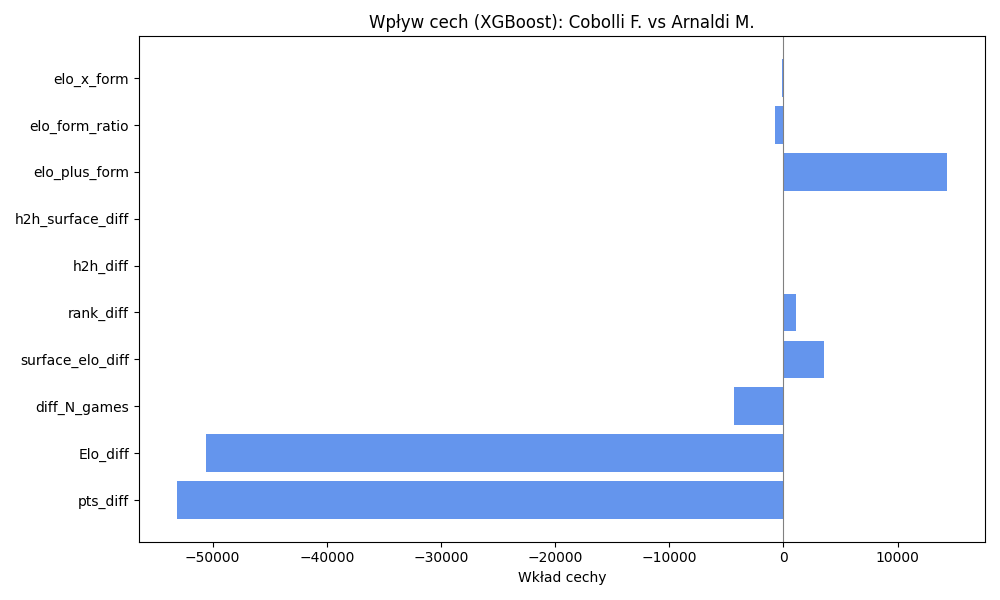 Wpływ cech (XGBoost): Cobolli F. vs Arnaldi M.
elo_x_form
elo_form_ratio
elo_plus_form
h2h_surface_diff
h2h_diff
rank_diff
surface_elo_diff
diff_N_games
Elo_diff
pts_diff
−50000 −40000 −30000 −20000 −10000 0 10000
Wkład cechy